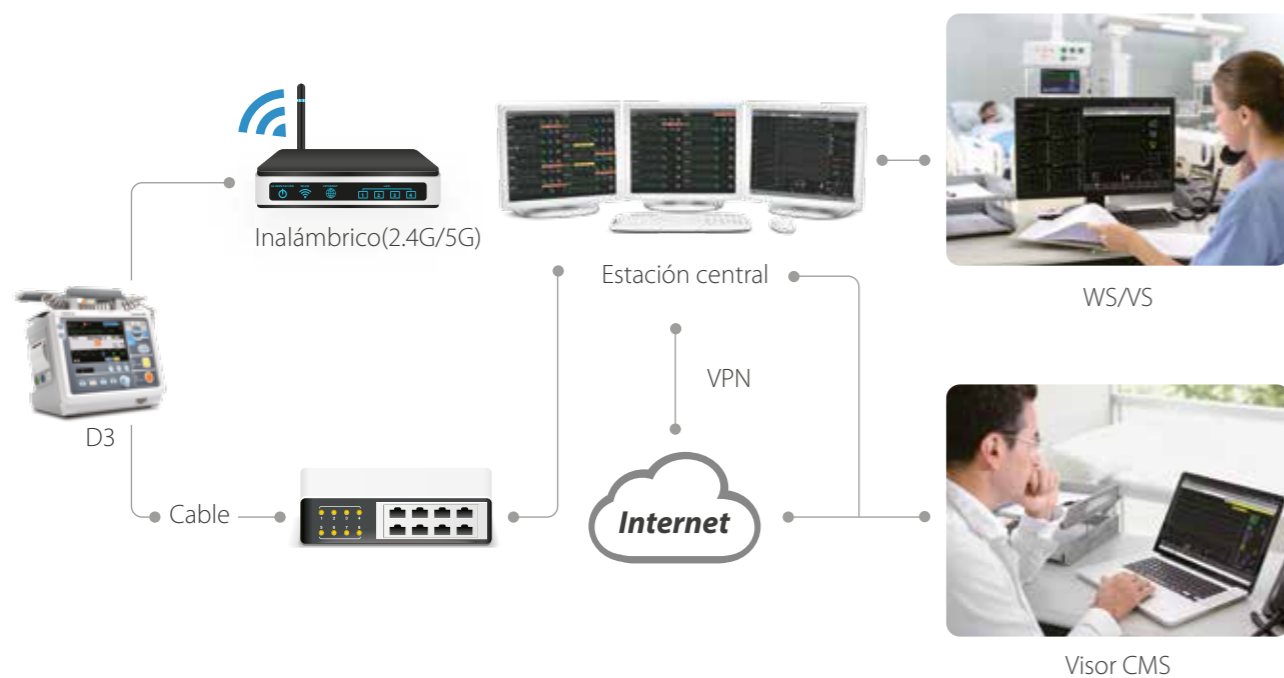 Inalámbrico(2.4G/5G)
Estación central
WS/VS
D3
VPN
Cable
Internet
Visor CMS